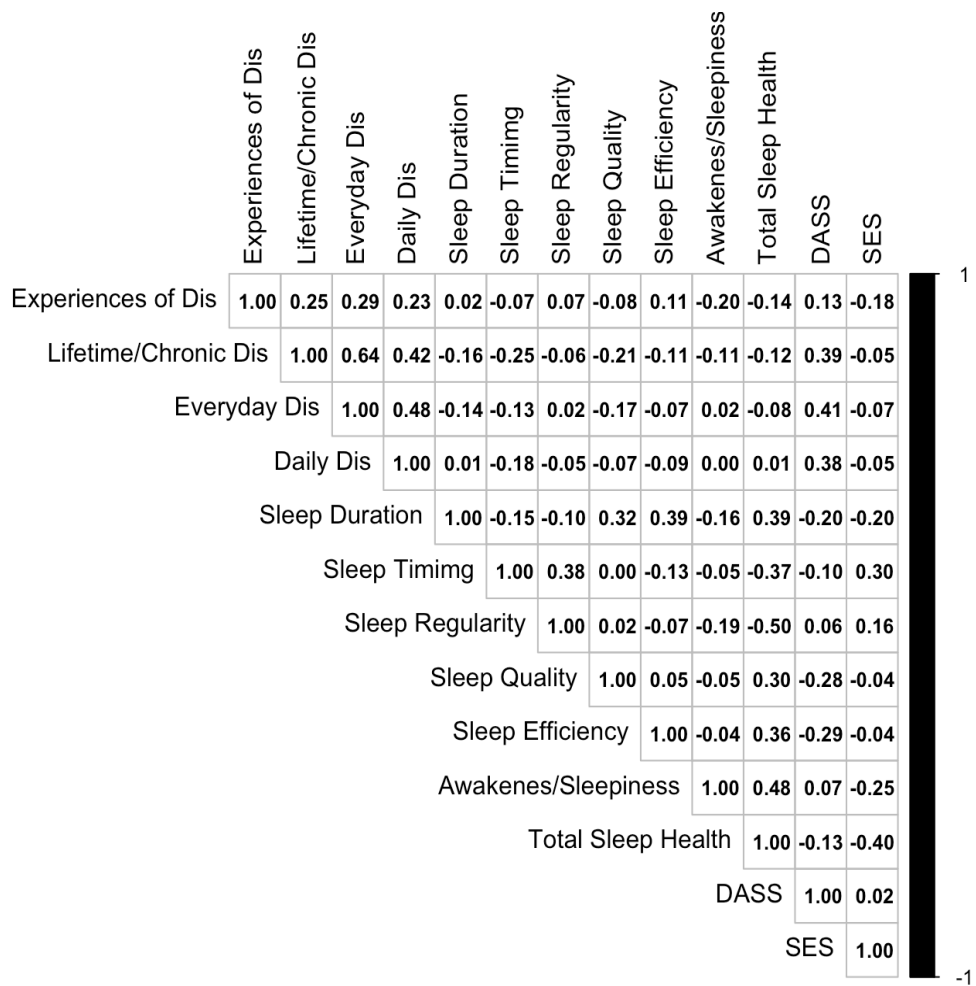 Experiences of Dis
Lifetime/Chronic Dis
Everyday Dis
Daily Dis
Sleep Duration
Sleep Timimg
Sleep Regularity
Sleep Quality
Sleep Efficiency
Awakenes/Sleepiness
Total Sleep Health
DASS
SES
Experiences of Dis 1.00 0.25 0.29 0.23 0.02 -0.07 0.07 -0.08 0.11 -0.20 -0.14 0.13 -0.18
Lifetime/Chronic Dis 1.00 0.64 0.42 -0.16 -0.25 -0.06 -0.21 -0.11 -0.11 -0.12 0.39 -0.05
Everyday Dis 1.00 0.48 -0.14 -0.13 0.02 -0.17 -0.07 0.02 -0.08 0.41 -0.07
Daily Dis 1.00 0.01 -0.18 -0.05 -0.07 -0.09 0.00 0.01 0.38 -0.05
Sleep Duration 1.00 -0.15 -0.10 0.32 0.39 -0.16 0.39 -0.20 -0.20
Sleep Timimg 1.00 0.38 0.00 -0.13 -0.05 -0.37 -0.10 0.30
Sleep Regularity 1.00 0.02 -0.07 -0.19 -0.50 0.06 0.16
Sleep Quality 1.00 0.05 -0.05 0.30 -0.28 -0.04
Sleep Efficiency 1.00 -0.04 0.36 -0.29 -0.04
Awakenes/Sleepiness 1.00 0.48 0.07 -0.25
Total Sleep Health 1.00 -0.13 -0.40
DASS 1.00 0.02
SES 1.00
1
-1